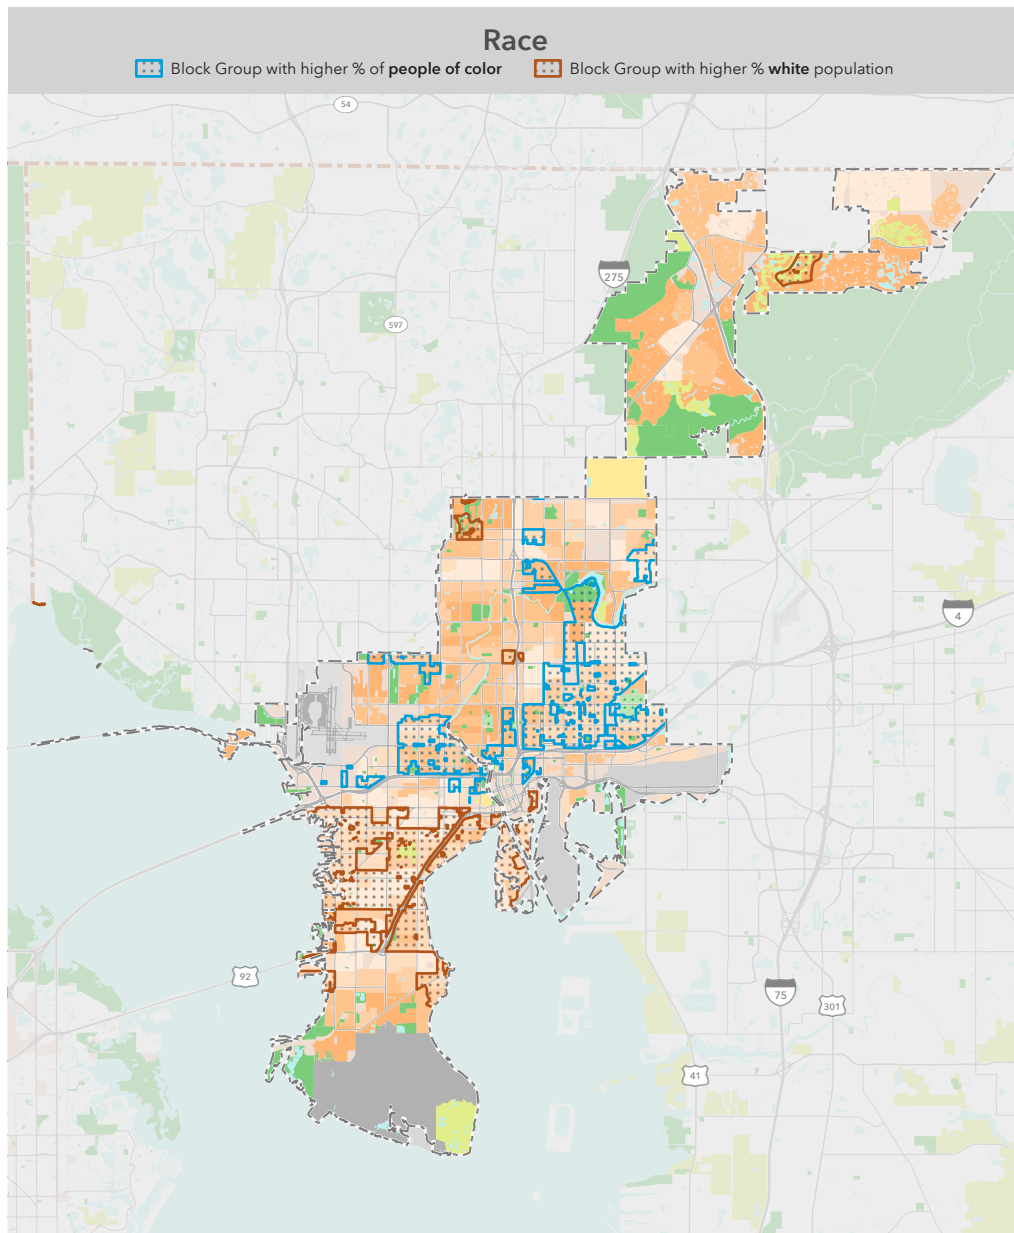 Race
Block Group with higher % of people of color
Block Group with higher % white population
54
275
597
4
92
75
301
41